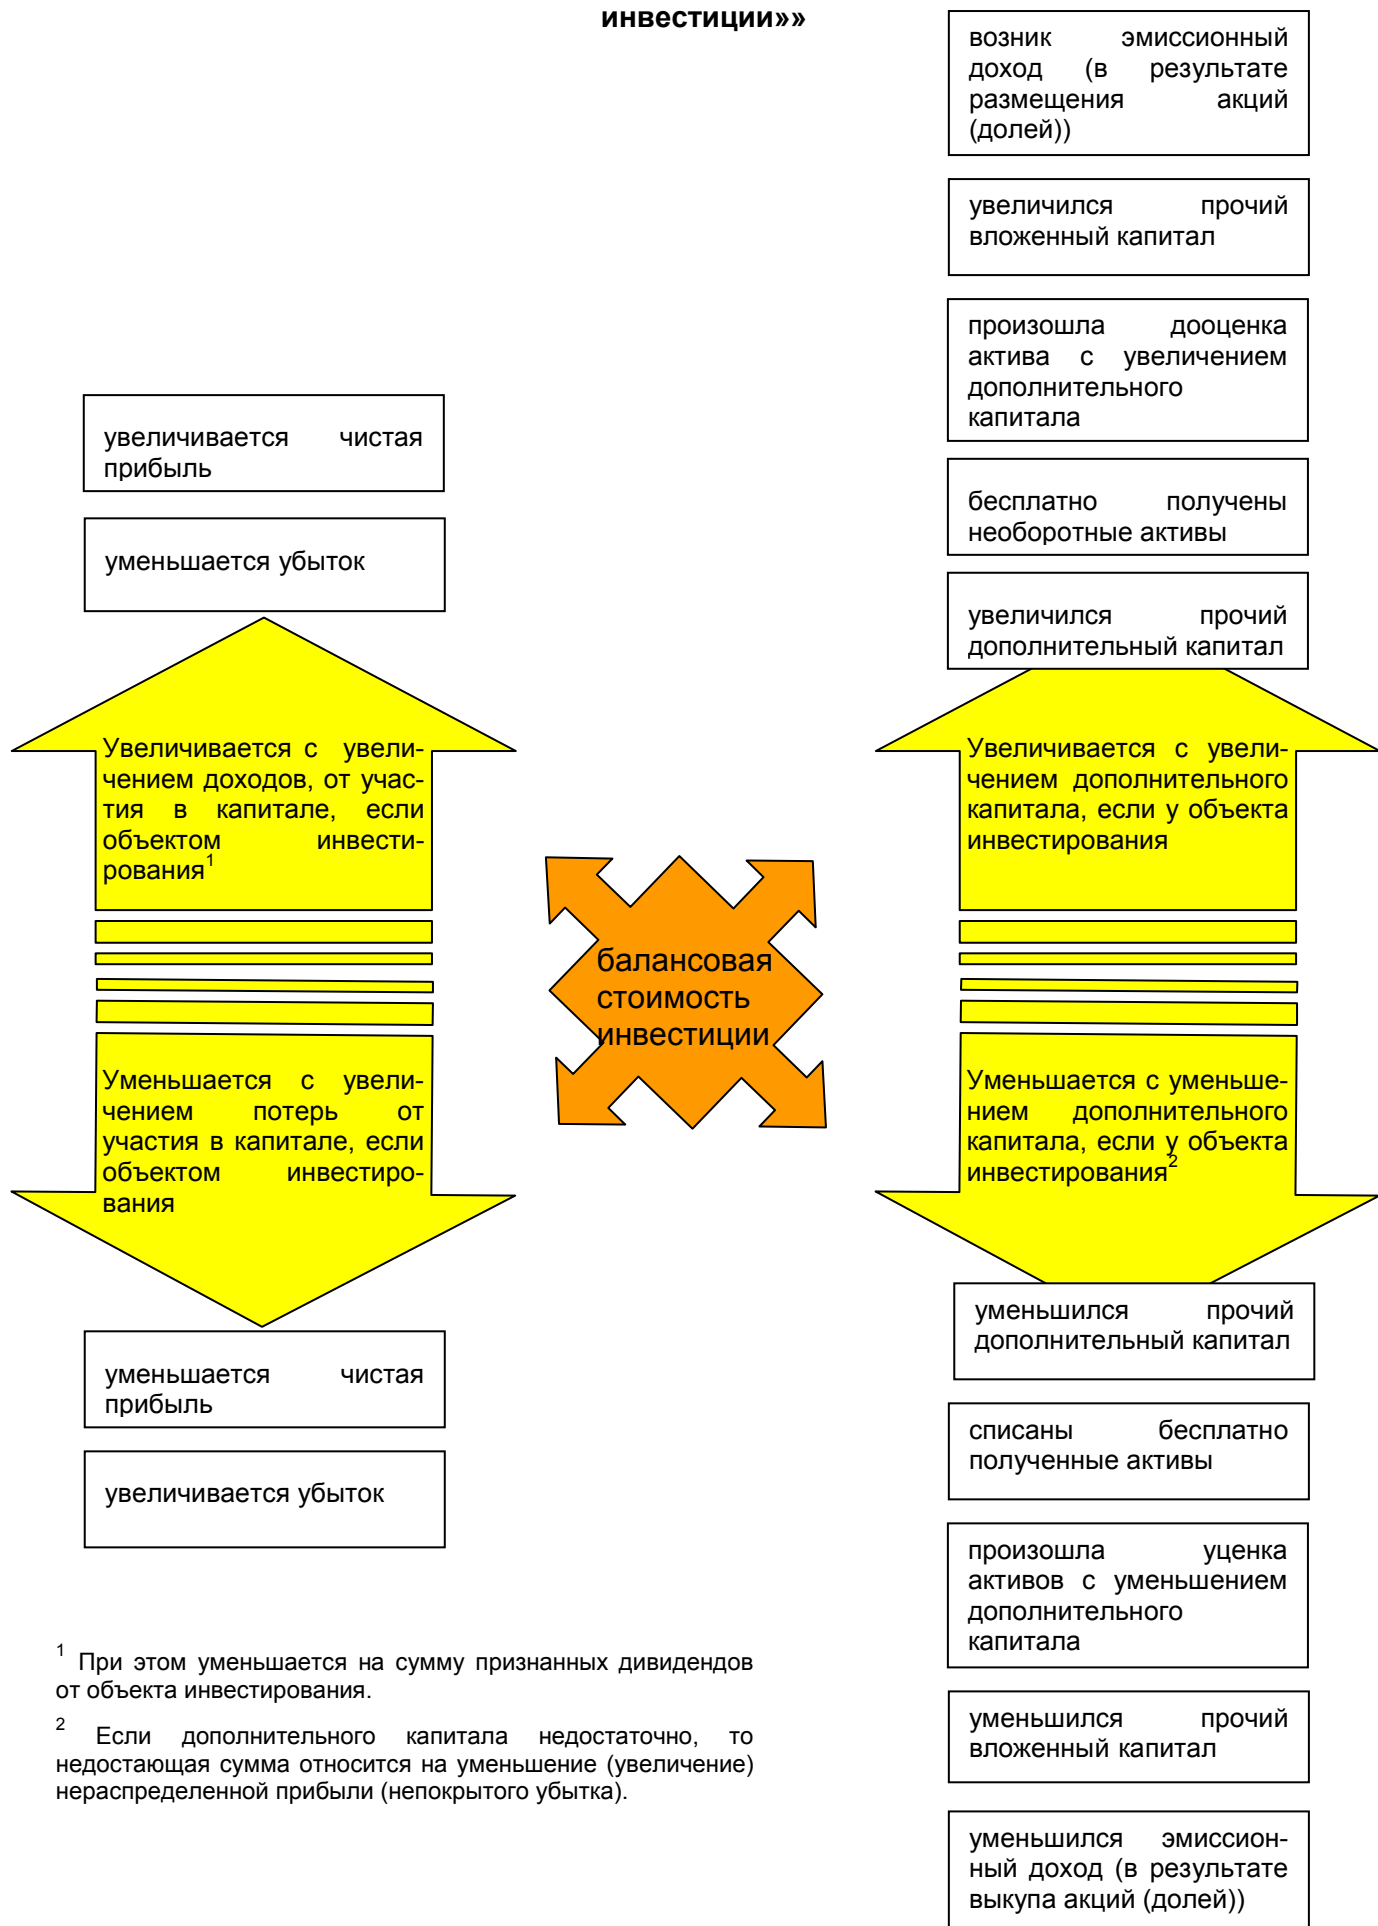 инвестиции»»
возник эмиссионный
доход (в результате
размещения акций
(долей))
увеличился прочий
вложенный капитал
произошла дооценка
актива с увеличением
дополнительного
капитала
бесплатно получены
необоротные активы
увеличился прочий
дополнительный капитал
увеличивается чистая
прибыль
уменьшается убыток
Увеличивается с увели-
чением доходов, от учас-
тия в капитале, если
объектом инвести-
рования1
Увеличивается с увели-
чением дополнительного
капитала, если у объекта
инвестирования
балансовая
стоимость
инвестиции
Уменьшается с увели-
чением потерь от
участия в капитале, если
объектом инвестиро-
вания
Уменьшается с уменьше-
нием дополнительного
капитала, если у объекта
инвестирования2
уменьшается чистая
прибыль
увеличивается убыток
уменьшился прочий
дополнительный капитал
списаны бесплатно
полученные активы
произошла уценка
активов с уменьшением
дополнительного
капитала
уменьшился прочий
вложенный капитал
уменьшился эмиссион-
ный доход (в результате
выкупа акций (долей))
1 При этом уменьшается на сумму признанных дивидендов
от объекта инвестирования.
2 Если дополнительного капитала недостаточно, то
недостающая сумма относится на уменьшение (увеличение)
нераспределенной прибыли (непокрытого убытка).